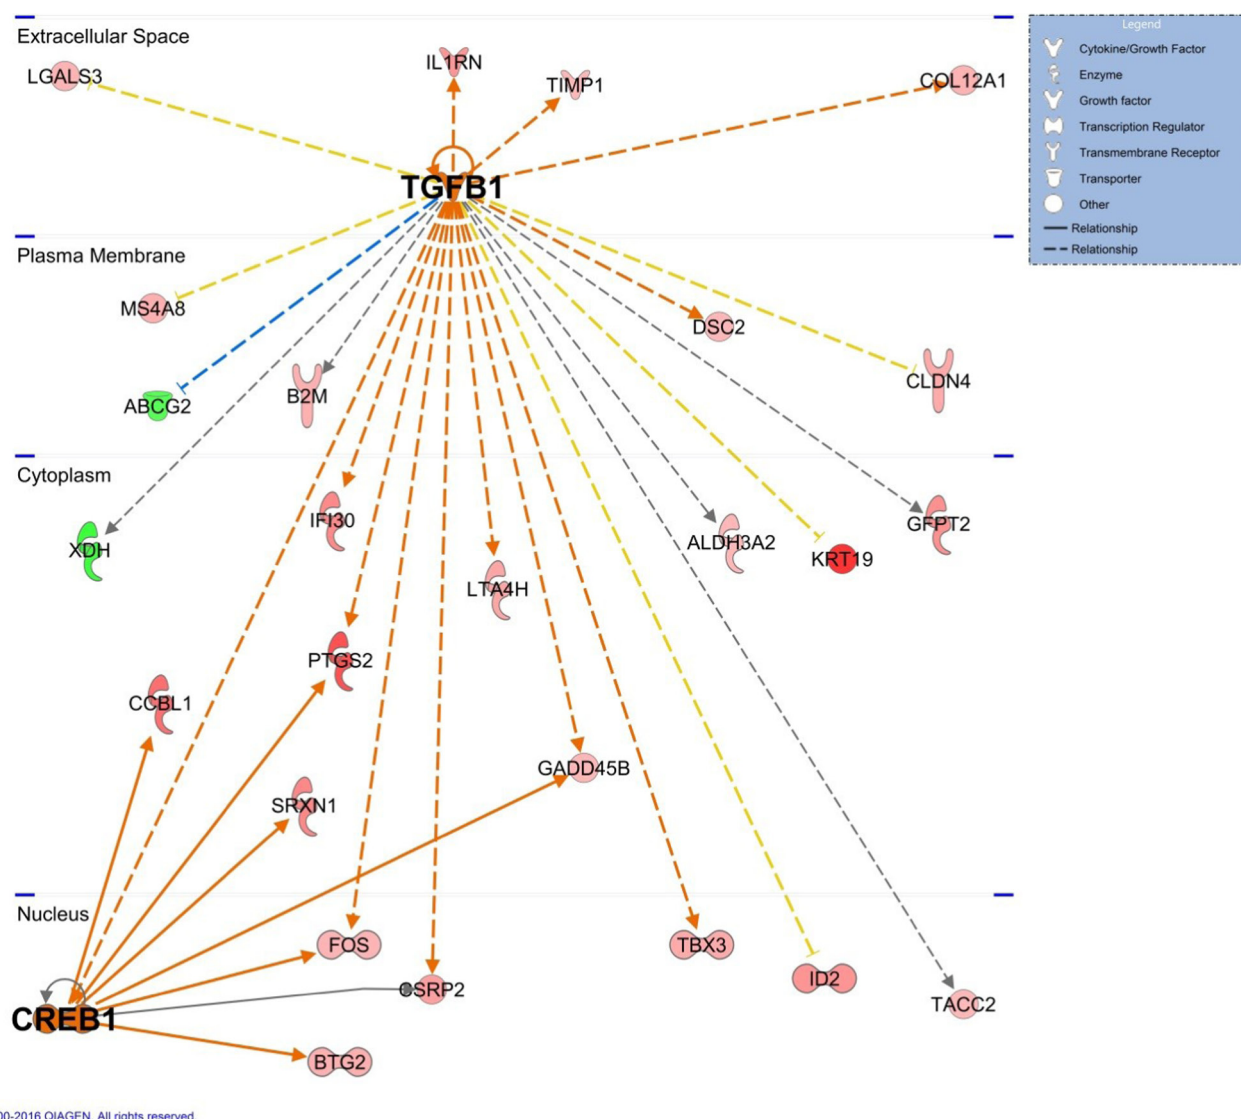 Extracellular Space
LGALS3
IL1RN
TIMP1
COL12A1
TGFB1
Plasma Membrane
MS4A8
DSC2
ABCG2
B2M
CLDN4
Cytoplasm
XDH
IFI30
LTA4H
ALDH3A2
KRT19
GFPT2
PTGS2
CCBL1
GADD45B
SRXN1
Nucleus
FOS
TBX3
ID2
CSRP2
TACC2
CREB1
BTG2
Legend
Cytokine/Growth Factor
Enzyme
Growth factor
Transcription Regulator
Transmembrane Receptor
Transporter
Other
Relationship
Relationship
00-2016 QIAGEN. All rights reserved.